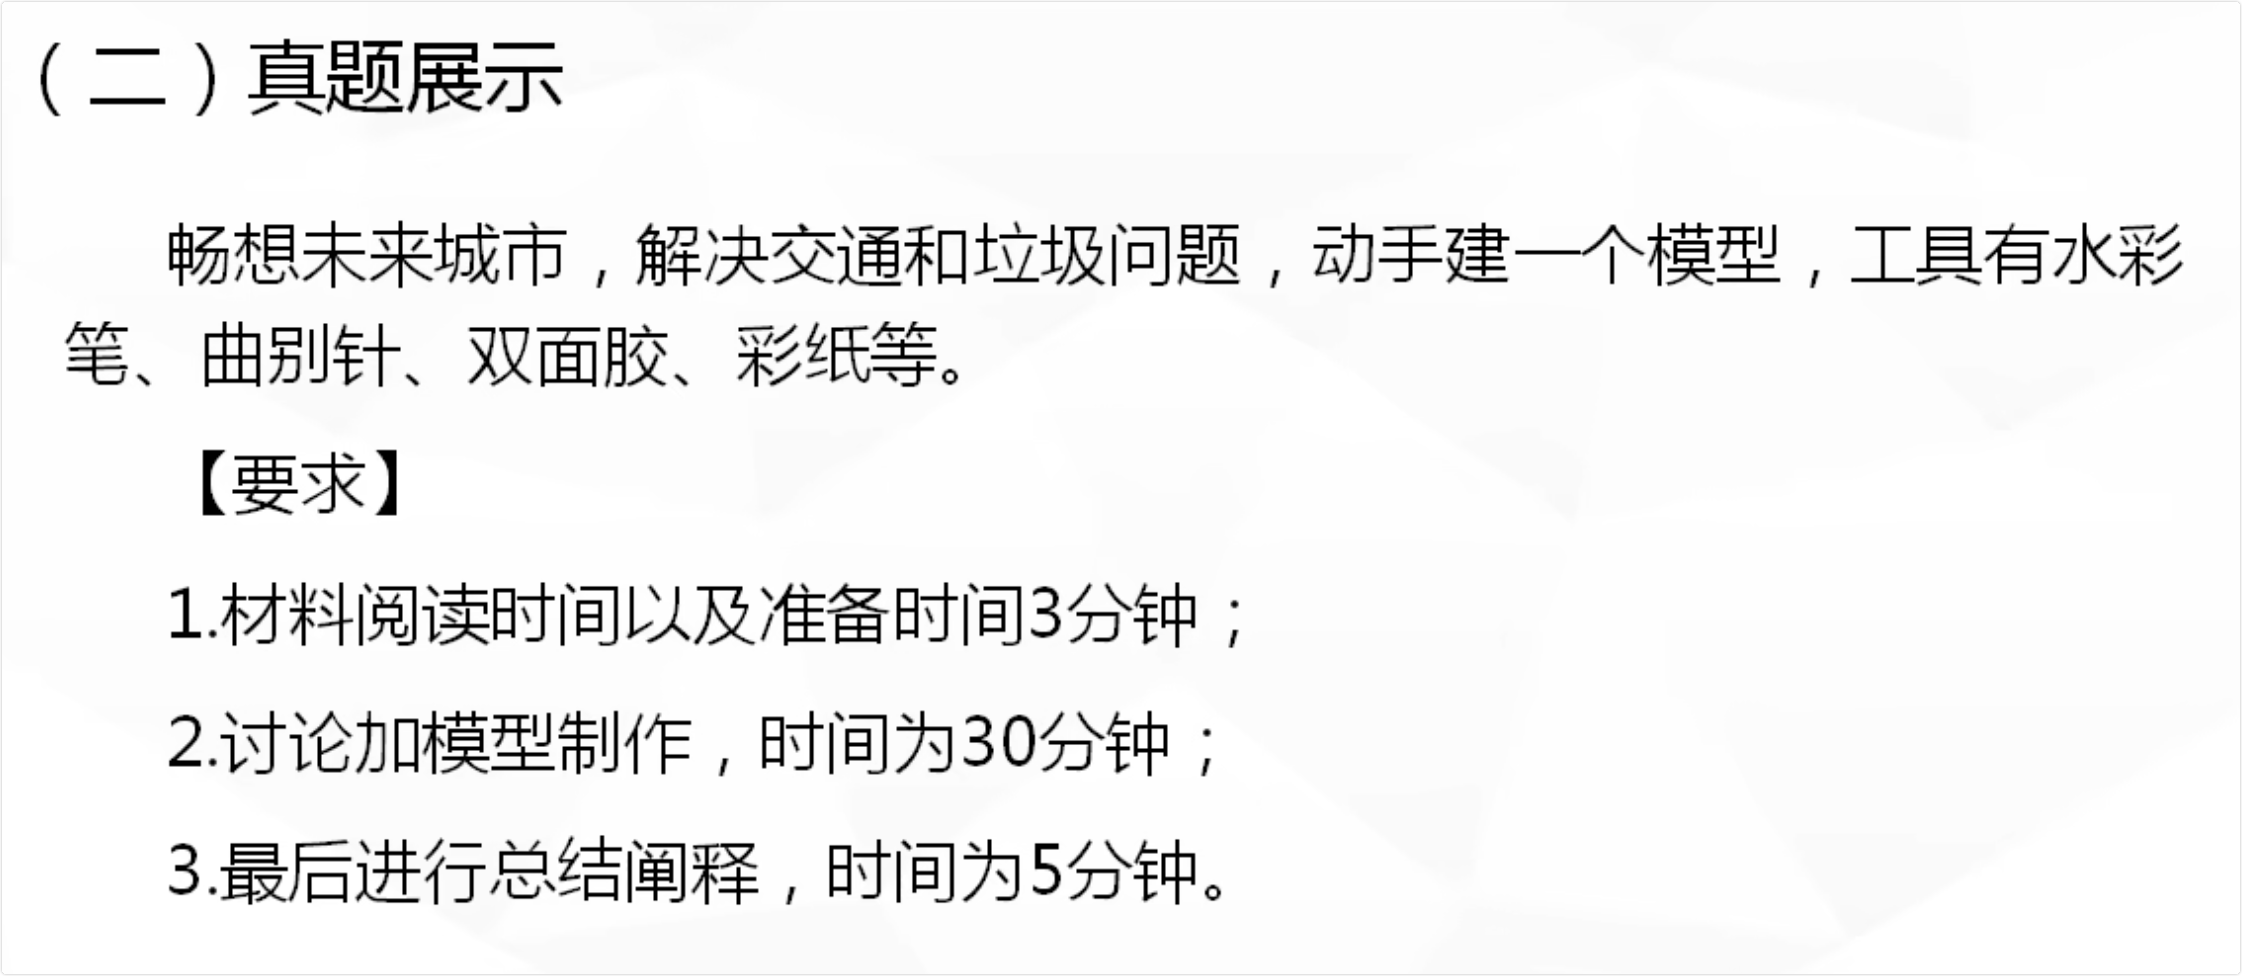 （二）真题展示
畅想未来城市，解决交通和垃圾问题，动手建一个模型，工具有水彩
笔、曲别针、双面胶、彩纸等。
【要求】
1.材料阅读时间以及准备时间3分钟；
2.讨论加模型制作，时间为30分钟；
3.最后进行总结阐释，时间为5分钟。